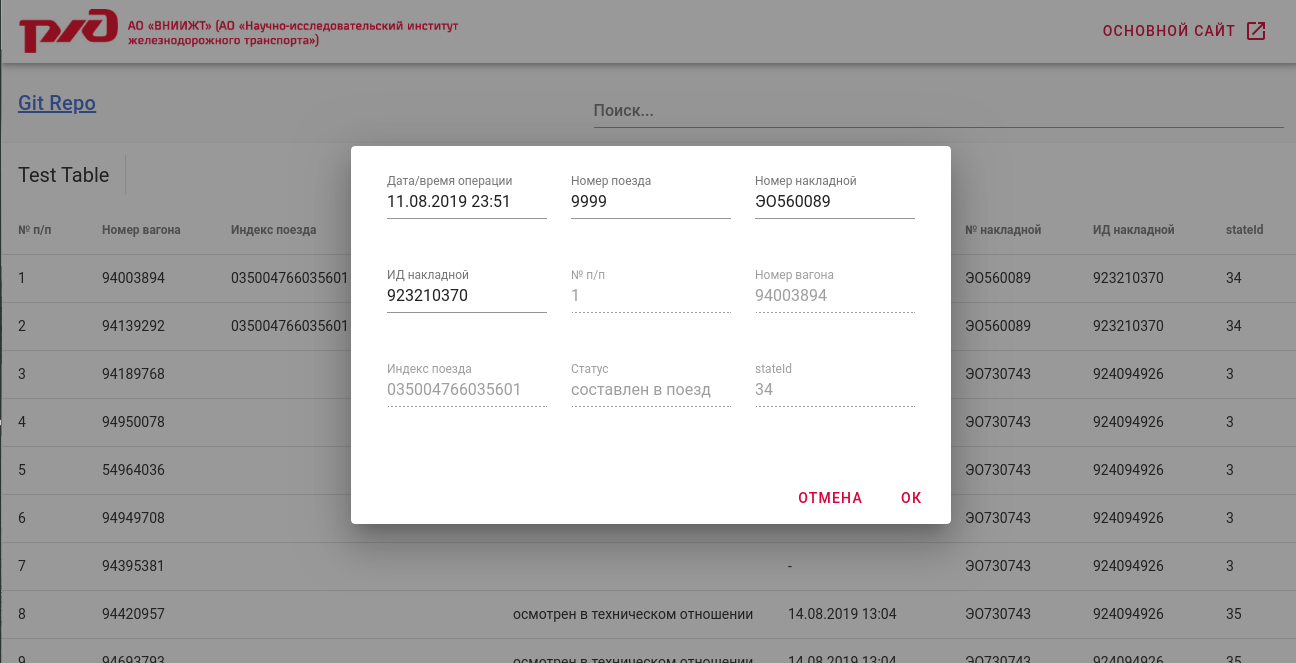 РЖД
АО «ВНИИЖТ» (АО «Научно-исследовательский институт
железнодорожного транспорта»)
ОСНОВНОЙ САЙТ
Git Repo
Поиск...
Test Table
№ п/п Номер вагона Индекс поезда № накладной ИД накладной stateId
1 94003894 035004766035601 ЭО560089 923210370 34
2 94139292 035004766035601 ЭО560089 923210370 34
3 94189768 ЭО730743 924094926 3
4 94950078 ЭО730743 924094926 3
5 54964036 ЭО730743 924094926 3
6 94949708 ЭО730743 924094926 3
7 94395381 - ЭО730743 924094926 3
8 94420957 осмотрен в техническом отношении 14.08.2019 13:04 ЭО730743 924094926 35
9 94693793 осмотрен в техническом отношении 14.08.2019 13:04 ЭО730743 924094926 35
Дата/время операции Номер поезда Номер накладной
11.08.2019 23:51 9999 ЭО560089
ИД накладной № п/п Номер вагона
923210370 1 94003894
Индекс поезда Статус stateId
035004766035601 составлен в поезд 34
ОТМЕНА ОК